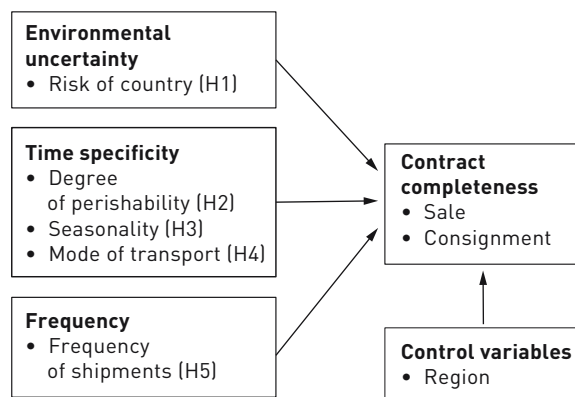 Environmental
uncertainty
• Risk of country (H1)
Time specificity
• Degree
of perishability (H2)
• Seasonality (H3)
• Mode of transport (H4)
Frequency
• Frequency
of shipments (H5)
Contract
completeness
• Sale
• Consignment
Control variables
• Region